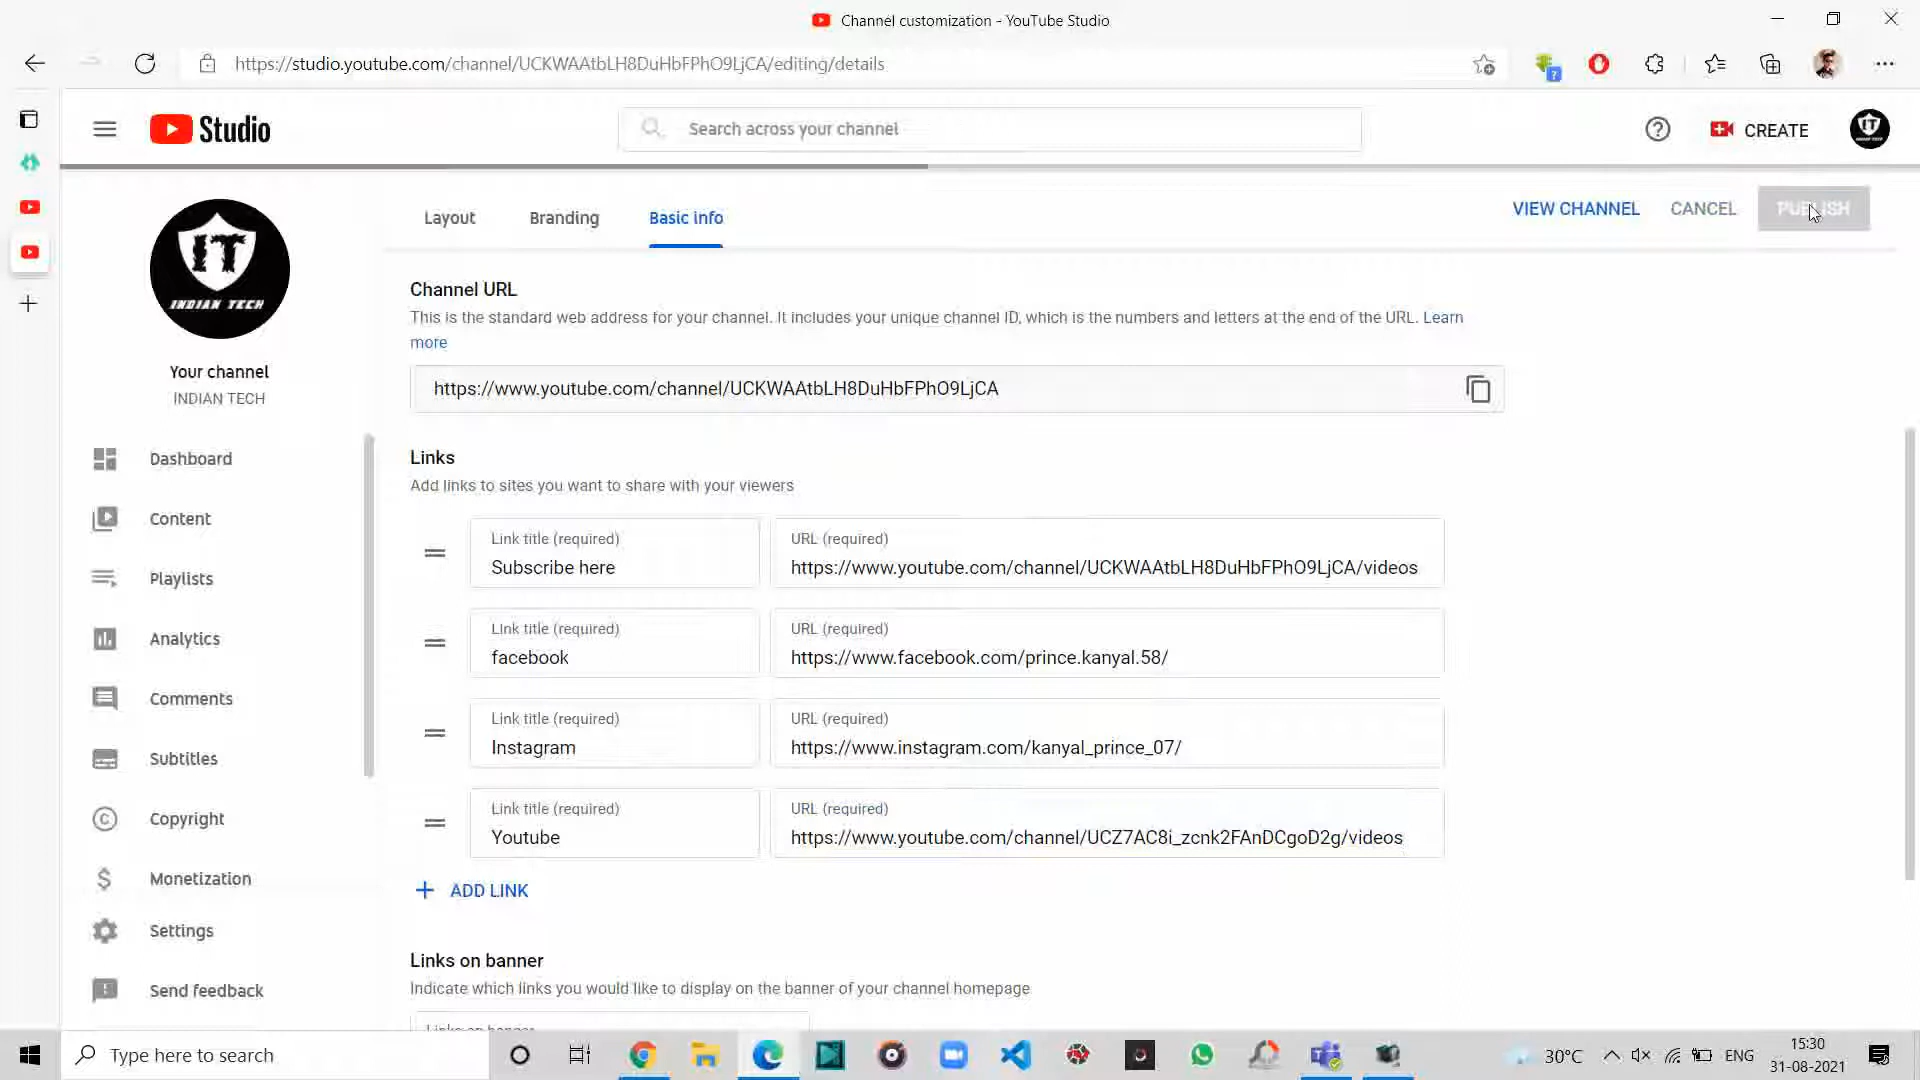 Channel customization - YouTube Studio
https://studio.youtube.com/channel/UCKWAAtbLH8DuHbFPhO9LjCA/editing/details
Studio
Search across your channel
CREATE
IT
INDIAN TECH
Your channel
INDIAN TECH
Dashboard
Content
Playlists
Analytics
Comments
Subtitles
Copyright
Monetization
Settings
Send feedback
Layout
Branding
Basic info
VIEW CHANNEL
CANCEL
PUBLISH
Channel URL
This is the standard web address for your channel. It includes your unique channel ID, which is the numbers and letters at the end of the URL. Learn
more
https://www.youtube.com/channel/UCKWAAtbLH8DuHbFPhO9LjCA
Links
Add links to sites you want to share with your viewers
Link title (required)
Subscribe here
URL (required)
https://www.youtube.com/channel/UCKWAAtbLH8DuHbFPhO9LjCA/videos
Link title (required)
facebook
URL (required)
https://www.facebook.com/prince.kanyal.58/
Link title (required)
Instagram
URL (required)
https://www.instagram.com/kanyal_prince_07/
Link title (required)
Youtube
URL (required)
https://www.youtube.com/channel/UCZ7AC8i_zcnk2FAnDCgoD2g/videos
ADD LINK
Links on banner
Indicate which links you would like to display on the banner of your channel homepage
Links on banner
Type here to search
30°C
ENG
15:30
31-08-2021